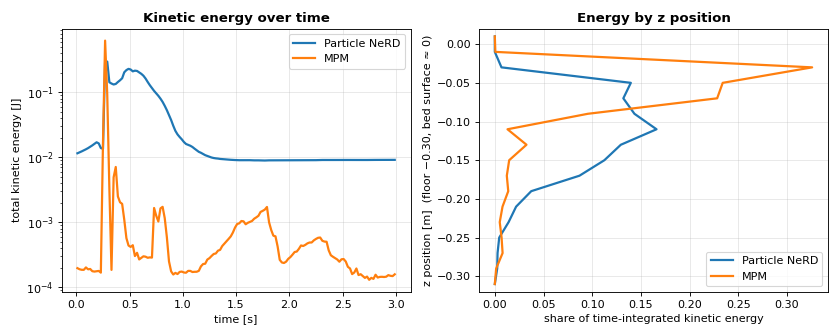 Kinetic energy over time
total kinetic energy [J]
10⁻¹
10⁻²
10⁻³
10⁻⁴
Particle NeRD
MPM
0.0 0.5 1.0 1.5 2.0 2.5 3.0
time [s]
Energy by z position
z position [m] (floor −0.30, bed surface ≈ 0)
0.00
−0.05
−0.10
−0.15
−0.20
−0.25
−0.30
Particle NeRD
MPM
0.00 0.05 0.10 0.15 0.20 0.25 0.30
share of time-integrated kinetic energy